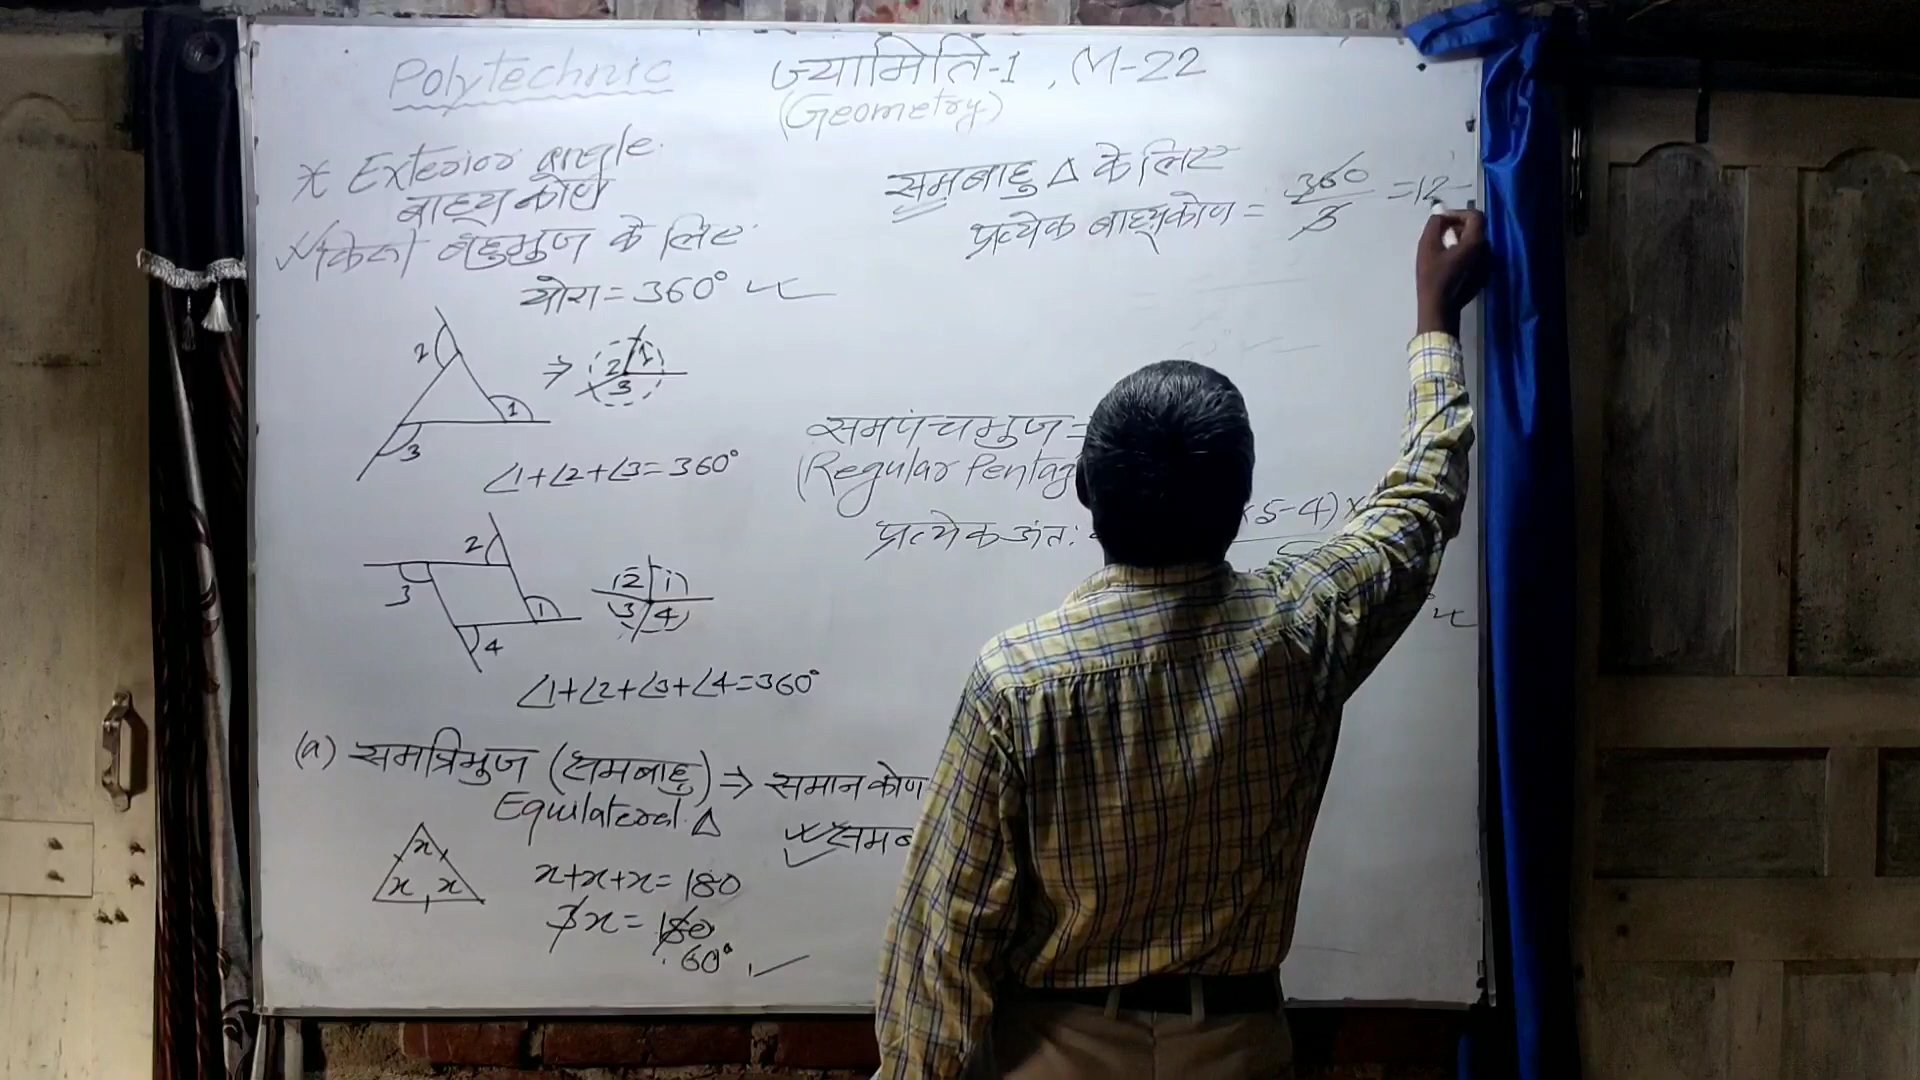 Polytechnic
ज्यामिति-1, M-22
(Geometry)
* Exterior angle
बाह्य कोण
बहुभुज के लिए
योग = 360°
2
1
3
⇒
2 1
3
∠1+∠2+∠3=360°
2
3
1
4
2 1
3 4
∠1+∠2+∠3+∠4=360°
(a) समत्रिभुज (समबाहु) ⇒ समान कोण
Equilateral Δ
x
x x
x+x+x=180
3x=180
60°
समबाहु Δ के लिए
प्रत्येक बाह्यकोण = 360/3 =12
समपंचभुज=
(Regular
प्रत्येक अंतः
5-4)×